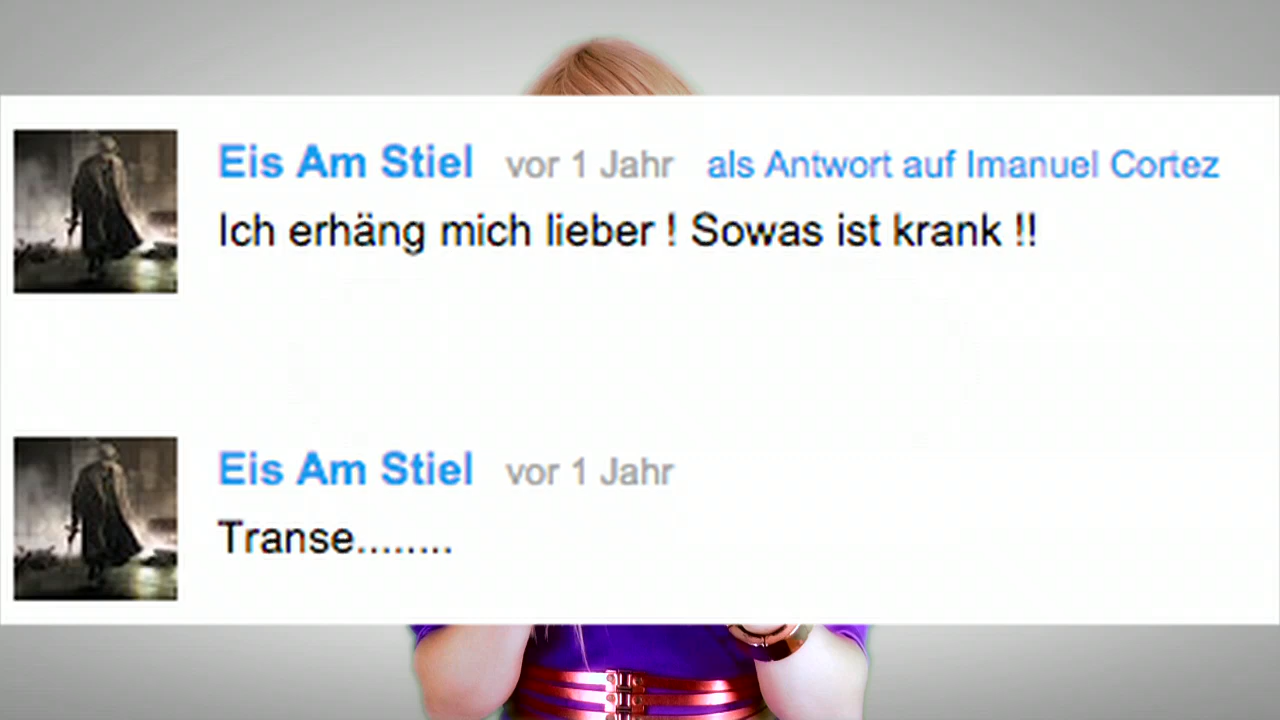 Eis Am Stiel vor 1 Jahr als Antwort auf Imanuel Cortez
Ich erhäng mich lieber ! Sowas ist krank !!
Eis Am Stiel vor 1 Jahr
Transe........